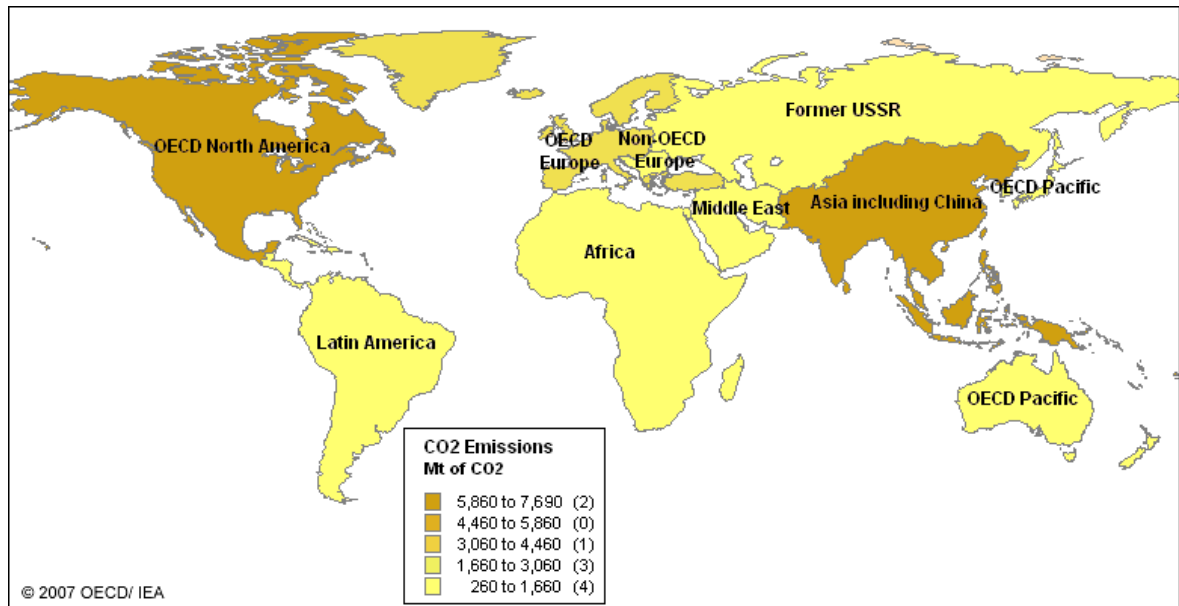 Former USSR
OECD North America
OECD
Europe
Non-OECD
Europe
OECD Pacific
Middle East
Asia including China
Africa
Latin America
OECD Pacific
CO2 Emissions
Mt of CO2
5,860 to 7,690 (2)
4,460 to 5,860 (0)
3,060 to 4,460 (1)
1,660 to 3,060 (3)
260 to 1,660 (4)
© 2007 OECD/ IEA